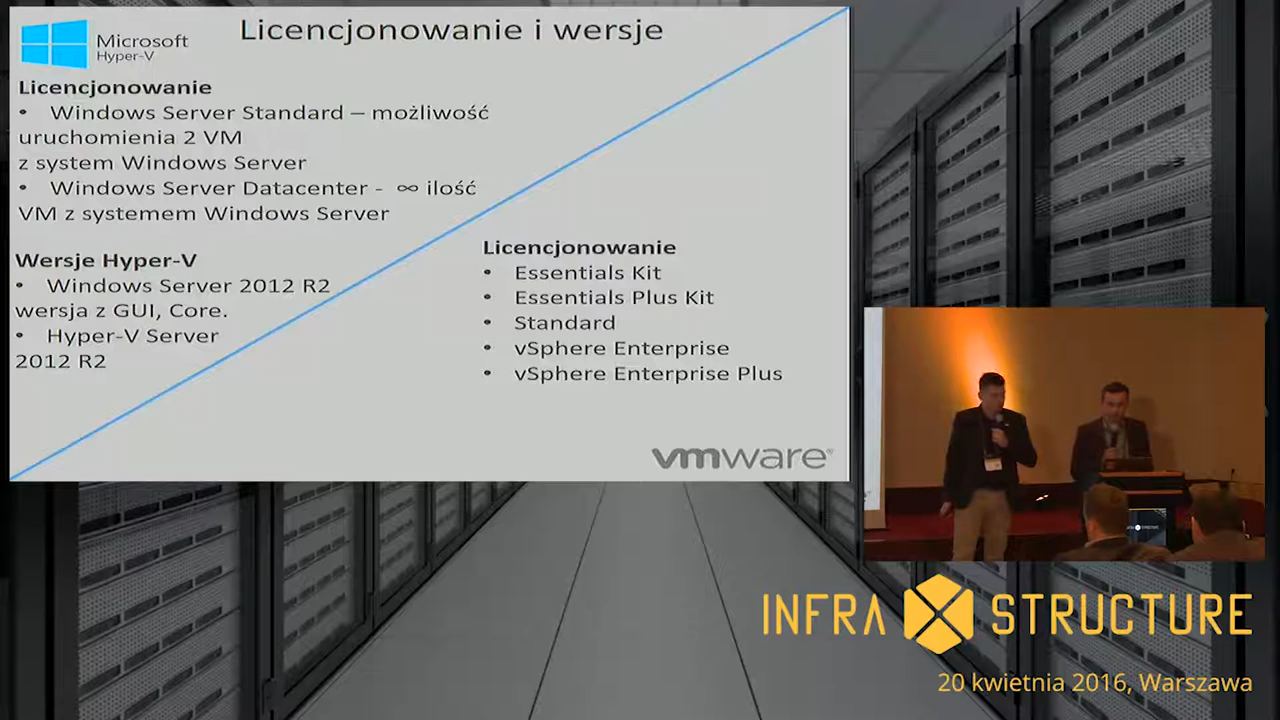 Microsoft
Hyper-V
Licencjonowanie i wersje
Licencjonowanie
• Windows Server Standard – możliwość
uruchomienia 2 VM
z system Windows Server
• Windows Server Datacenter - ∞ ilość
VM z systemem Windows Server
Wersje Hyper-V
• Windows Server 2012 R2
wersja z GUI, Core.
• Hyper-V Server
2012 R2
Licencjonowanie
• Essentials Kit
• Essentials Plus Kit
• Standard
• vSphere Enterprise
• vSphere Enterprise Plus
vmware®
INFRA STRUCTURE
20 kwietnia 2016, Warszawa